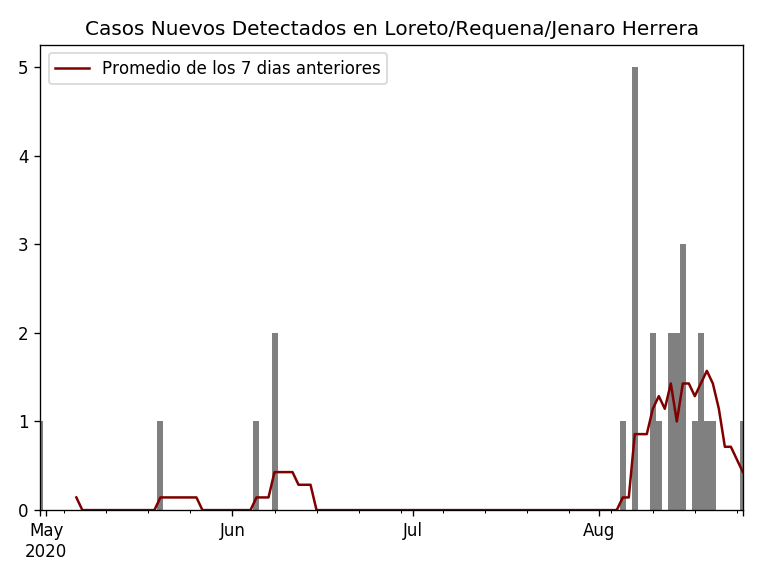 Casos Nuevos Detectados en Loreto/Requena/Jenaro Herrera
Promedio de los 7 dias anteriores
5
4
3
2
1
0
May Jun Jul Aug
2020